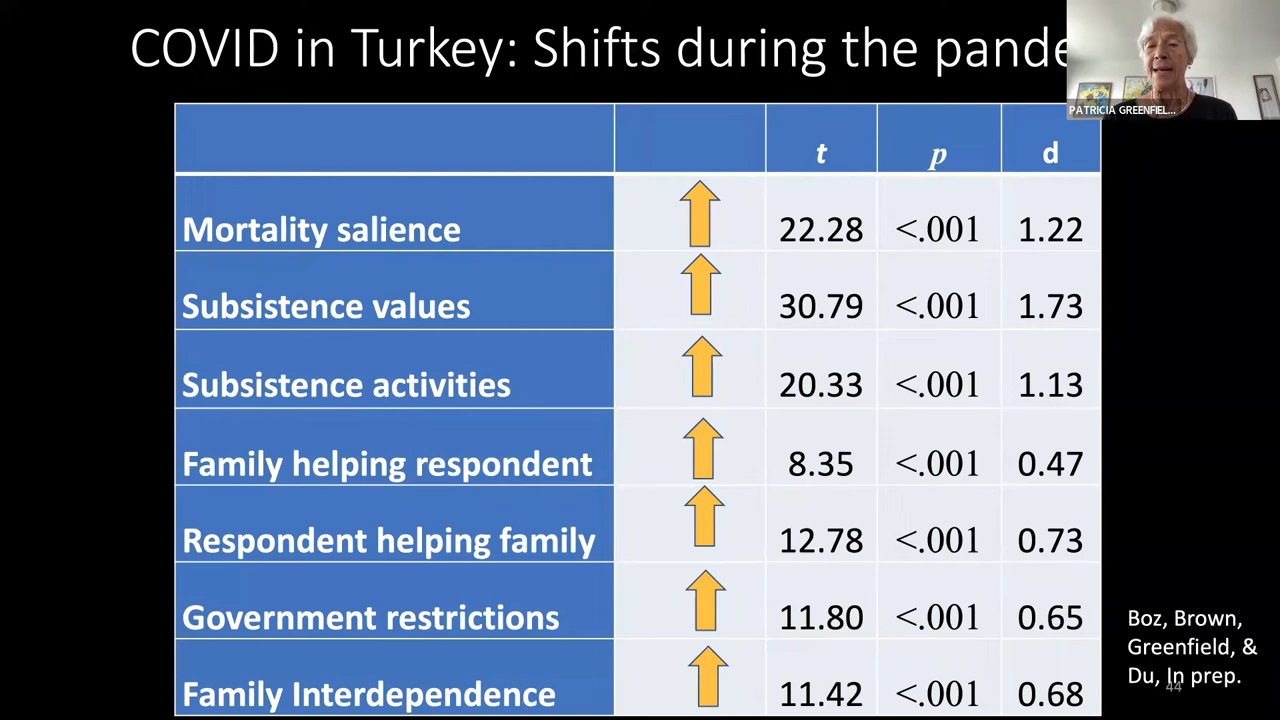 COVID in Turkey: Shifts during the pande
PATRICIA GREENFIEL...
t p d
Mortality salience 22.28 <.001 1.22
Subsistence values 30.79 <.001 1.73
Subsistence activities 20.33 <.001 1.13
Family helping respondent 8.35 <.001 0.47
Respondent helping family 12.78 <.001 0.73
Government restrictions 11.80 <.001 0.65
Family Interdependence 11.42 <.001 0.68
Boz, Brown,
Greenfield, &
Du, In prep.
44